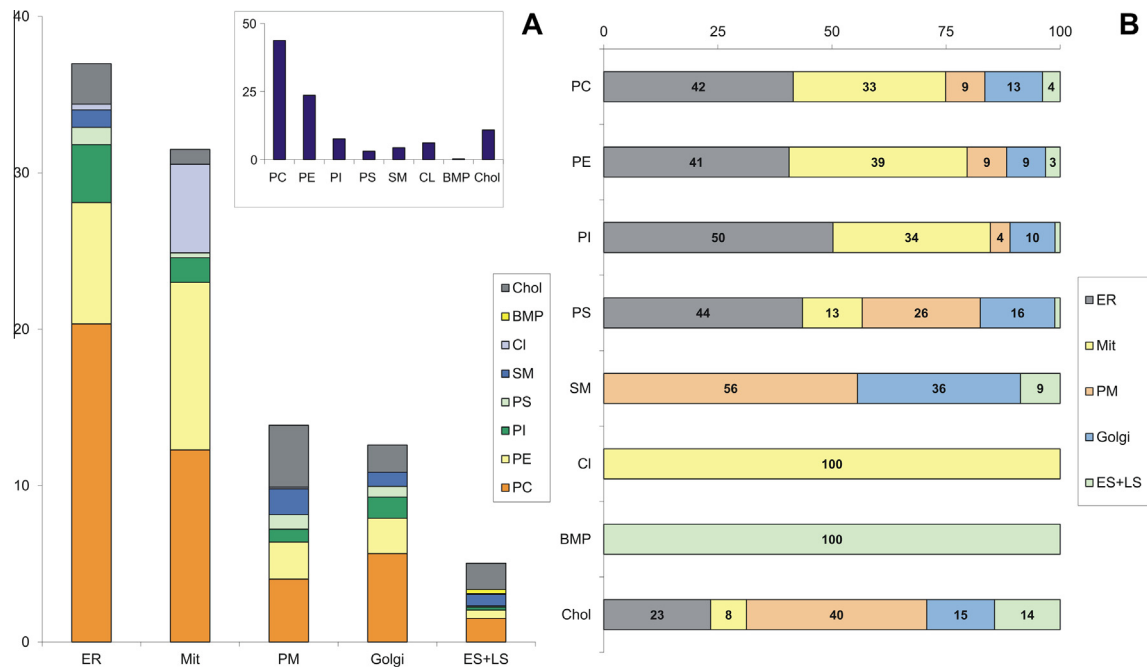 A
40
30
20
10
0
ER Mit PM Golgi ES+LS
50
25
0
PC PE PI PS SM CL BMP Chol
Chol
BMP
Cl
SM
PS
PI
PE
PC
B
0 25 50 75 100
PC 42 33 9 13 4
PE 41 39 9 9 3
PI 50 34 4 10
PS 44 13 26 16
SM 56 36 9
Cl 100
BMP 100
Chol 23 8 40 15 14
ER
Mit
PM
Golgi
ES+LS